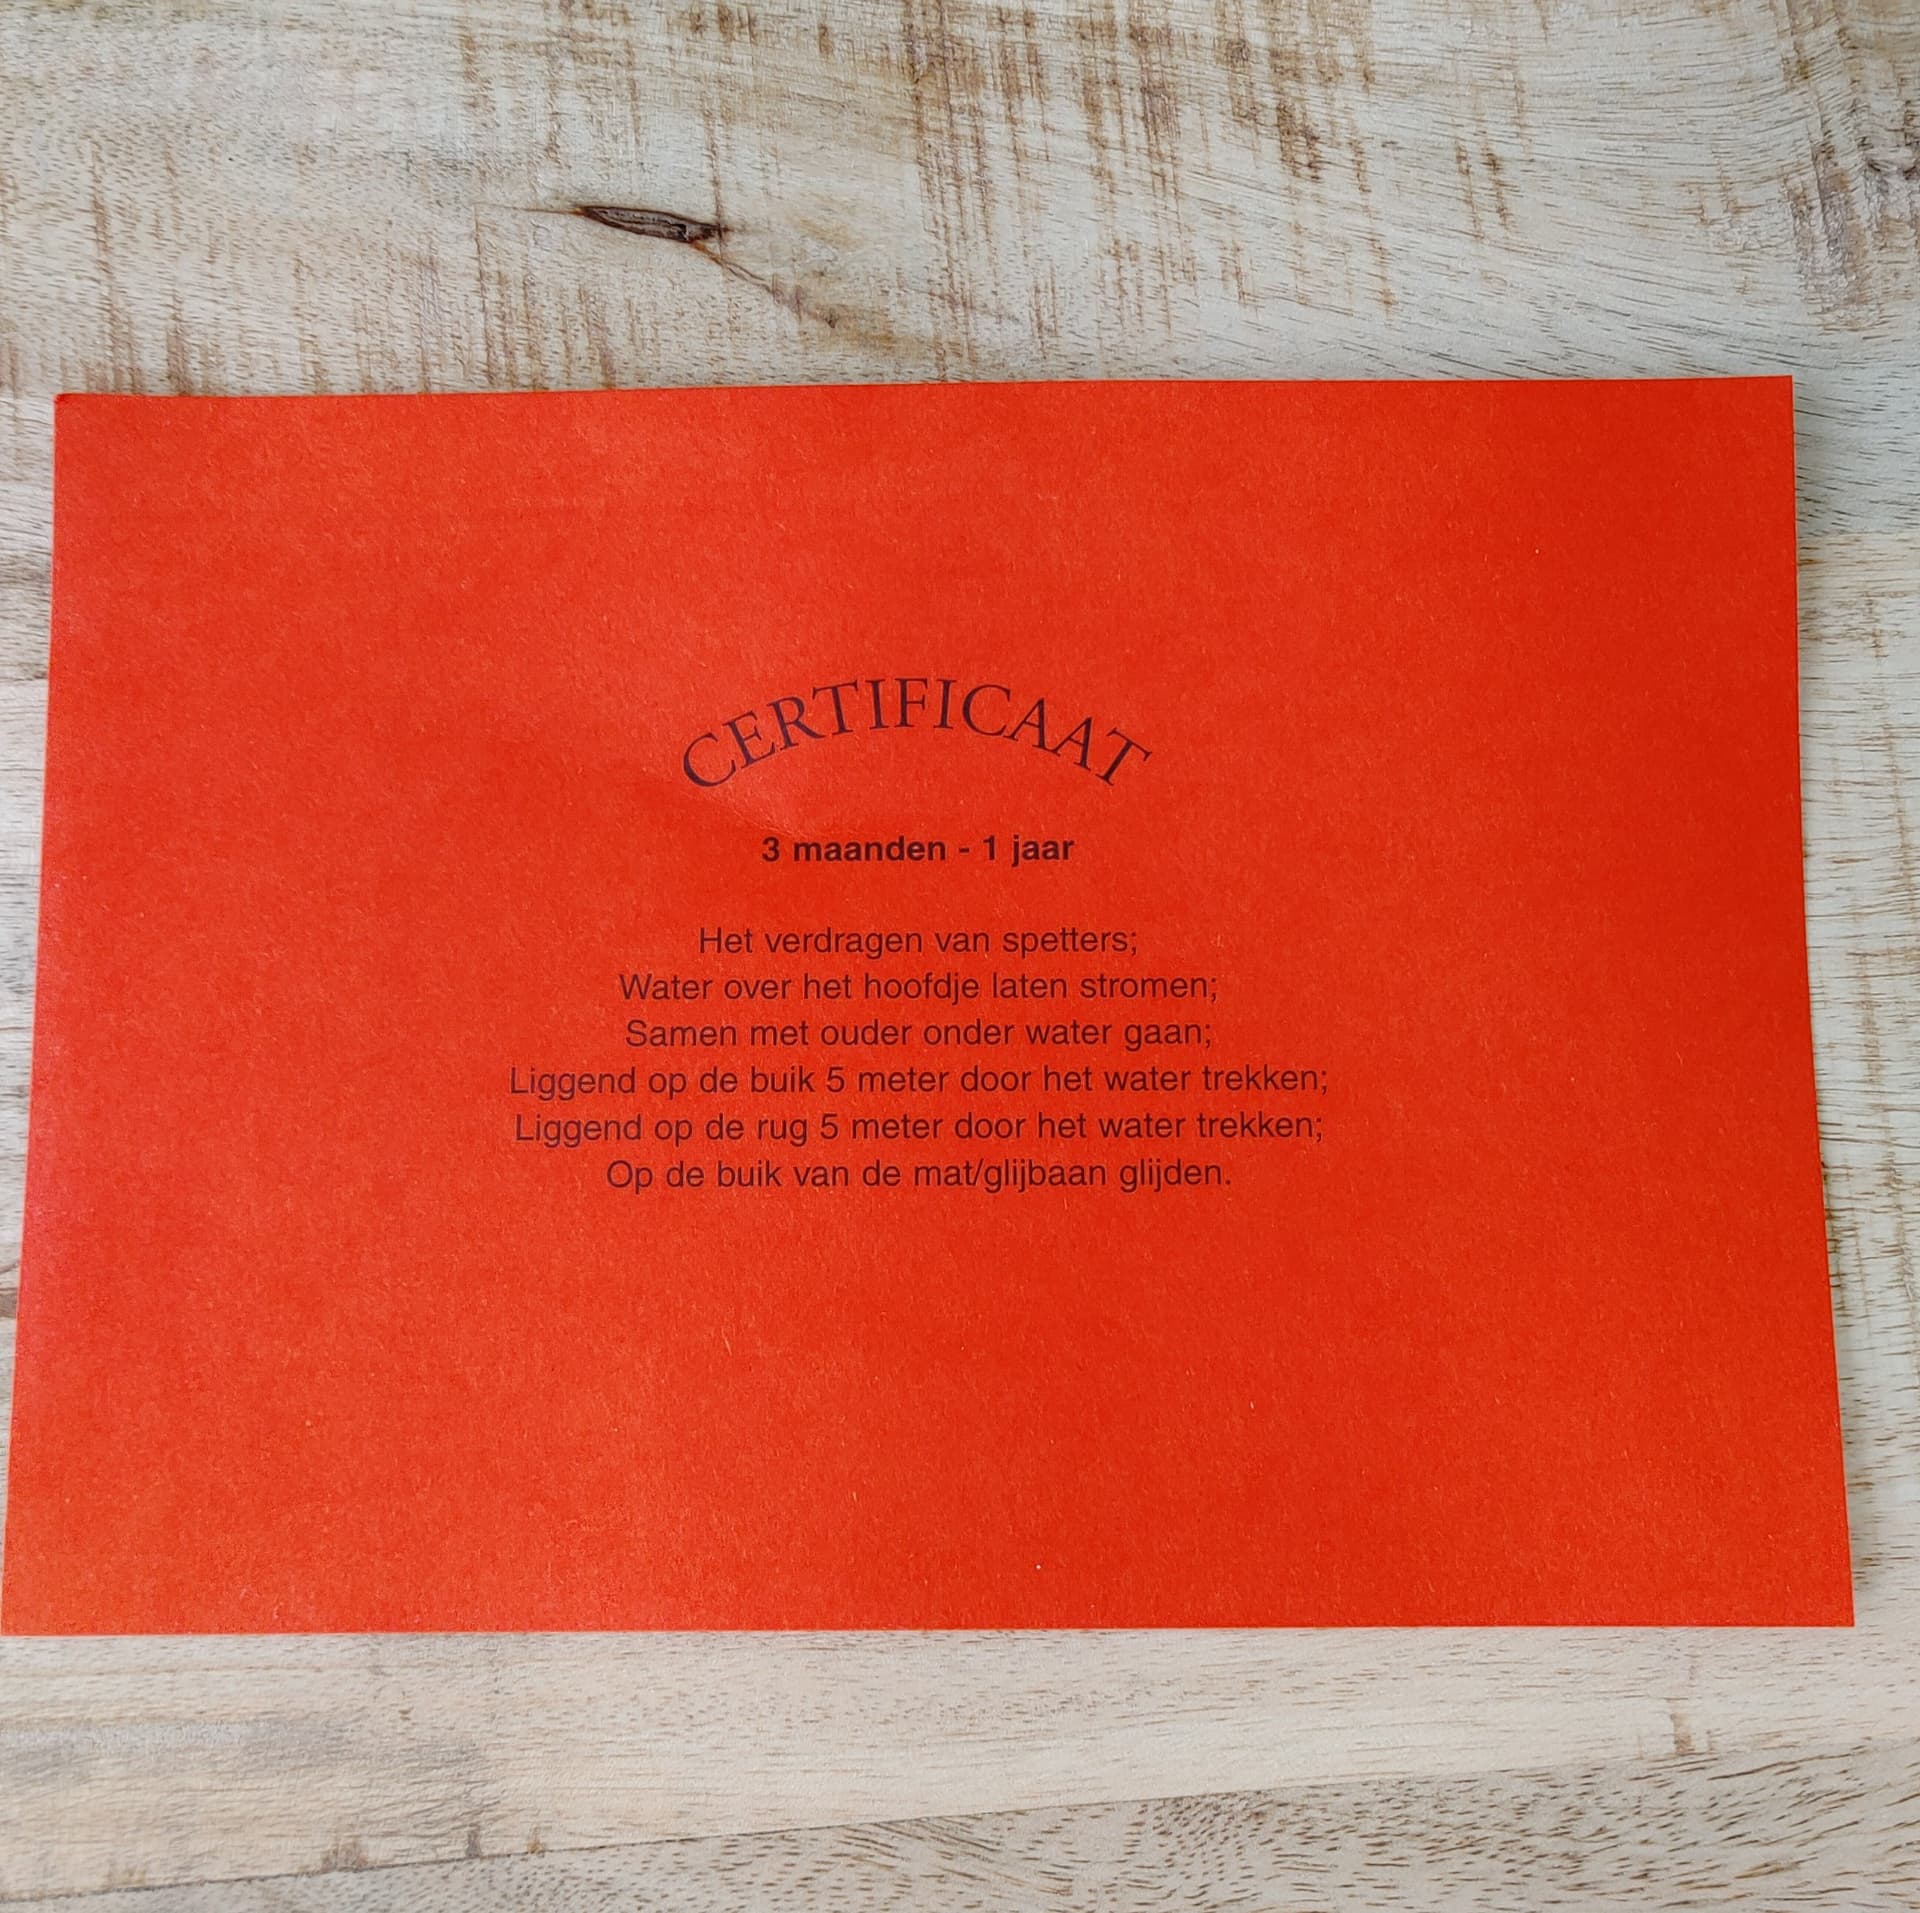 CERTIFICAAT
3 maanden - 1 jaar
Het verdragen van spetters;
Water over het hoofdje laten stromen;
Samen met ouder onder water gaan;
Liggend op de buik 5 meter door het water trekken;
Liggend op de rug 5 meter door het water trekken;
Op de buik van de mat/glijbaan glijden.